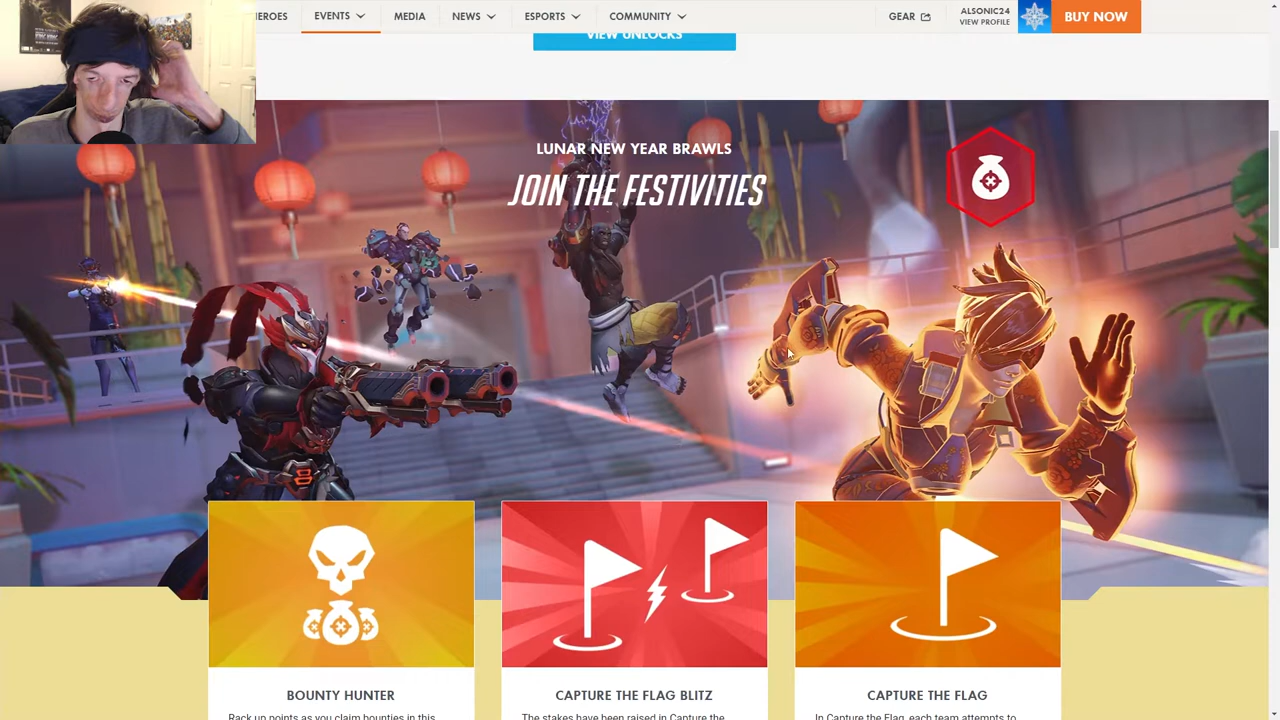 HEROES
EVENTS
MEDIA
NEWS
ESPORTS
COMMUNITY
GEAR
ALSONIC24
VIEW PROFILE
BUY NOW
VIEW UNLOCKS
LUNAR NEW YEAR BRAWLS
JOIN THE FESTIVITIES
BOUNTY HUNTER
CAPTURE THE FLAG BLITZ
CAPTURE THE FLAG
Rack up points as you claim bounties in this
The stakes have been raised in Capture the
In Capture the Flag, each team attempts to